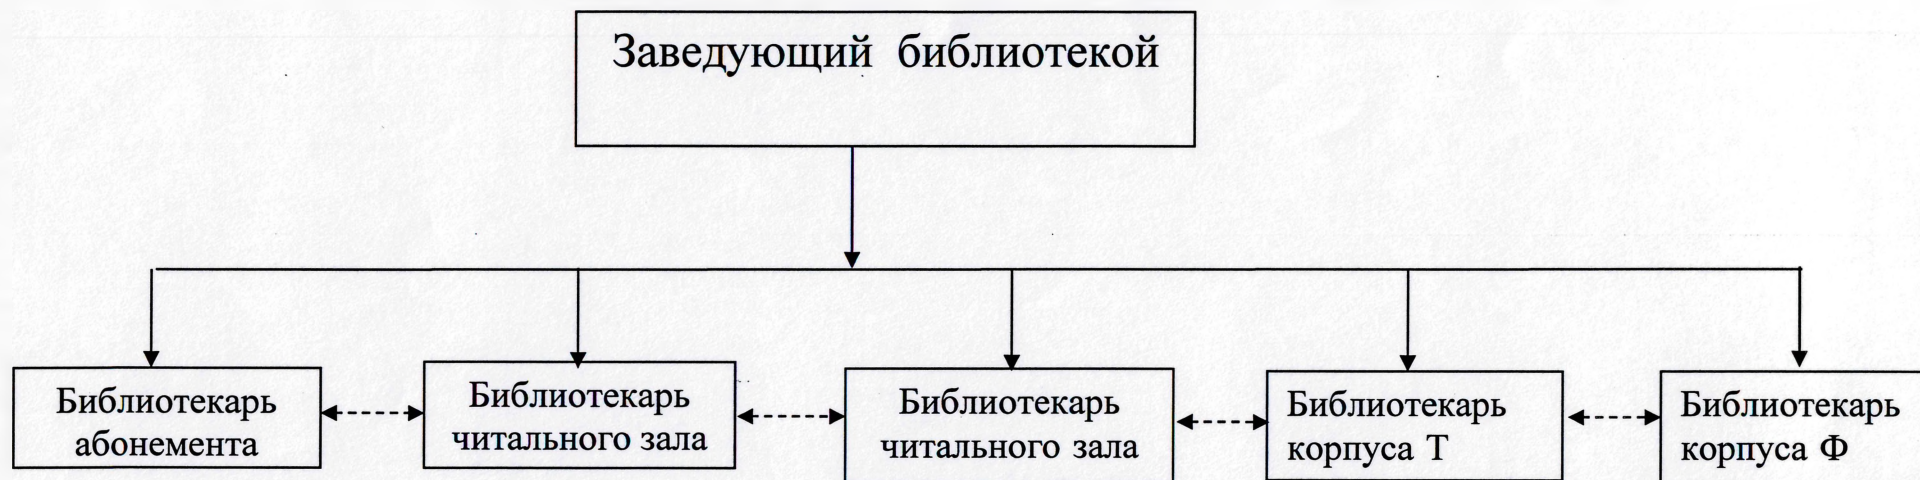 Заведующий библиотекой
Библиотекарь
абонемента
Библиотекарь
читального зала
Библиотекарь
читального зала
Библиотекарь
корпуса Т
Библиотекарь
корпуса Ф